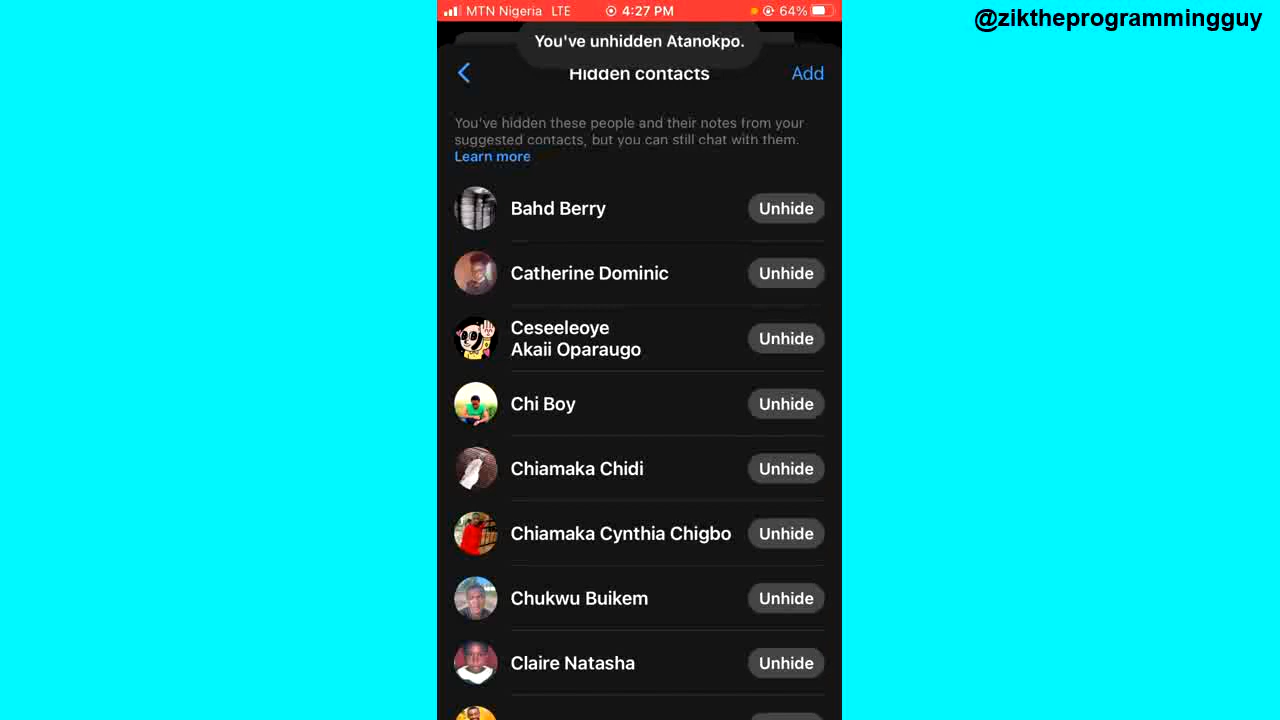 @ziktheprogrammingguy
MTN Nigeria LTE 4:27 PM 64%
You've unhidden Atanokpo.
Hidden contacts
Add
You've hidden these people and their notes from your
suggested contacts, but you can still chat with them.
Learn more
Bahd Berry Unhide
Catherine Dominic Unhide
Ceseeleoye
Akaii Oparaugo Unhide
Chi Boy Unhide
Chiamaka Chidi Unhide
Chiamaka Cynthia Chigbo Unhide
Chukwu Buikem Unhide
Claire Natasha Unhide